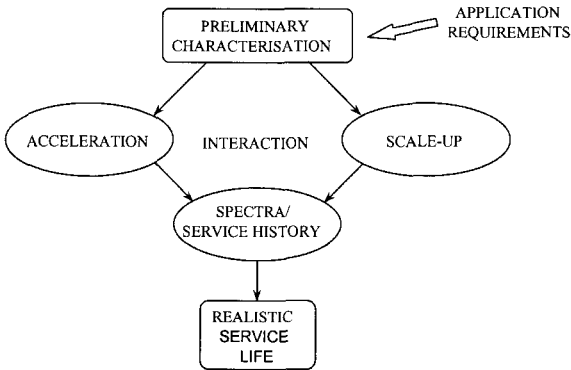 PRELIMINARY
CHARACTERISATION
APPLICATION
REQUIREMENTS
ACCELERATION
INTERACTION
SCALE-UP
SPECTRA/
SERVICE HISTORY
REALISTIC
SERVICE
LIFE